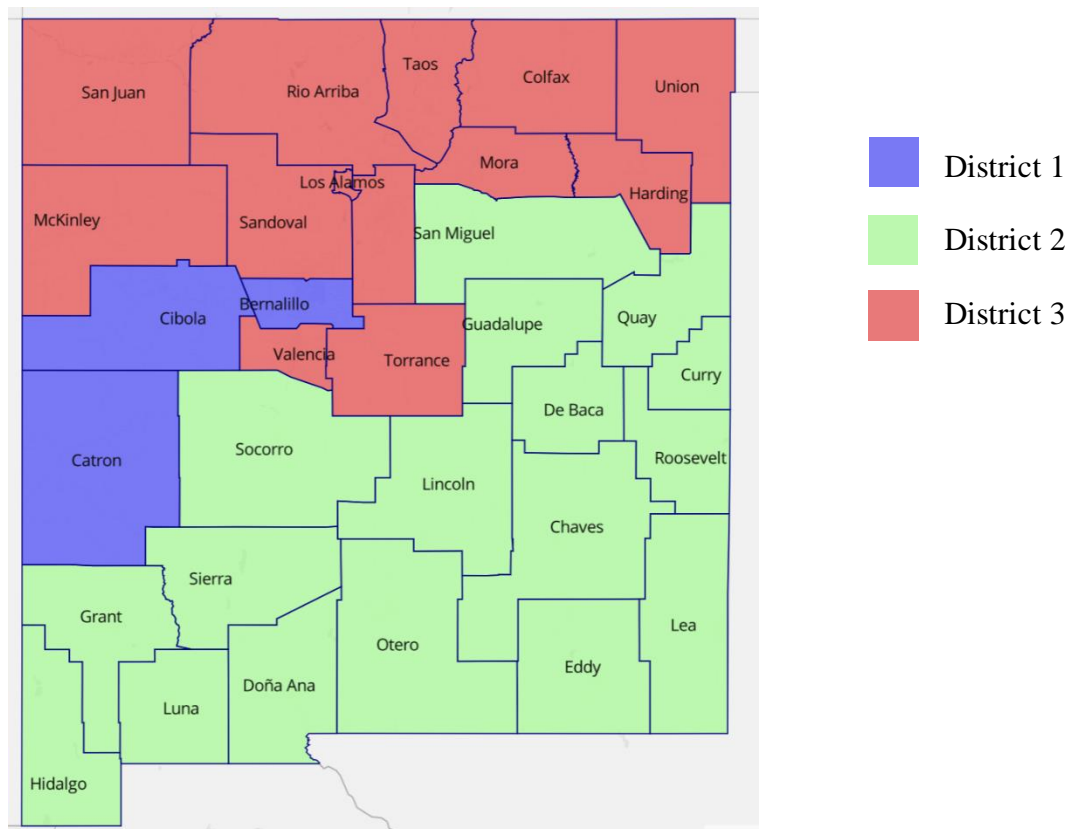 Taos
Colfax
Union
San Juan
Rio Arriba
Mora
Los Alamos
Harding
McKinley
Sandoval
San Miguel
Bernalillo
Cibola
Guadalupe
Quay
Valencia
Torrance
Curry
De Baca
Socorro
Roosevelt
Catron
Lincoln
Chaves
Sierra
Grant
Lea
Otero
Eddy
Doña Ana
Luna
Hidalgo
District 1
District 2
District 3